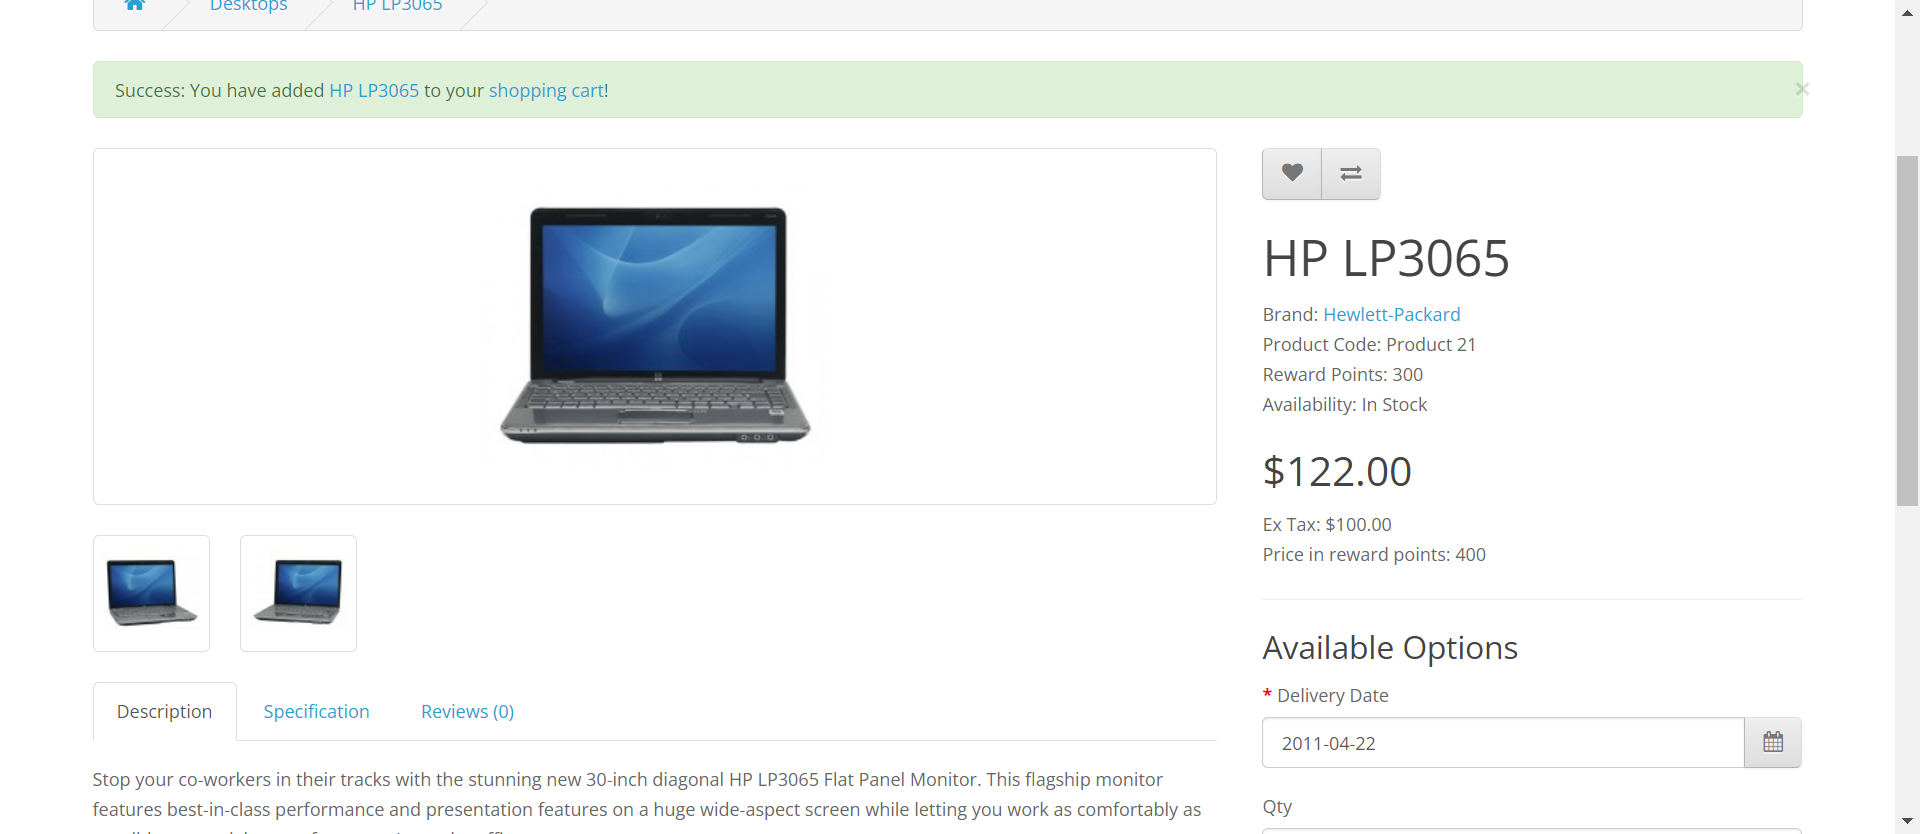 Desktops
HP LP3065
Success: You have added HP LP3065 to your shopping cart!
×
HP LP3065
Brand: Hewlett-Packard
Product Code: Product 21
Reward Points: 300
Availability: In Stock
$122.00
Ex Tax: $100.00
Price in reward points: 400
Available Options
* Delivery Date
2011-04-22
Qty
Description
Specification
Reviews (0)
Stop your co-workers in their tracks with the stunning new 30-inch diagonal HP LP3065 Flat Panel Monitor. This flagship monitor
features best-in-class performance and presentation features on a huge wide-aspect screen while letting you work as comfortably as